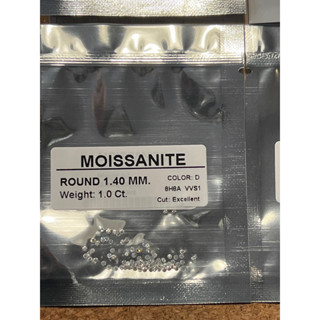 MOISSANITE
ROUND 1.40 MM.
COLOR: D
Weight: 1.0 Ct.
8H8A VVS1
Cut: Excellent